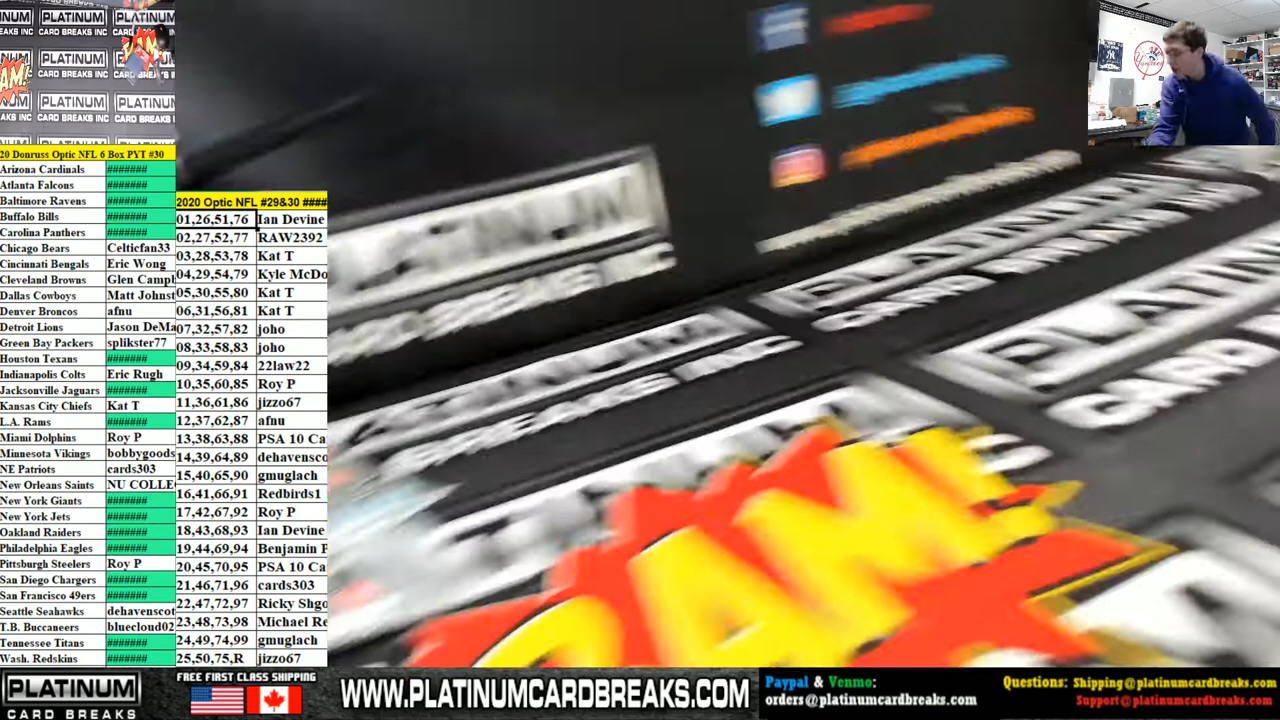 PLATINUM
CARD BREAKS INC
20 Donruss Optic NFL 6 Box PYT #30
Arizona Cardinals #######
Atlanta Falcons #######
Baltimore Ravens #######
Buffalo Bills #######
Carolina Panthers #######
Chicago Bears Celticfan33
Cincinnati Bengals Eric Wong
Cleveland Browns Glen Campl
Dallas Cowboys Matt Johnst
Denver Broncos afnu
Detroit Lions Jason DeMa
Green Bay Packers splikster77
Houston Texans #######
Indianapolis Colts Eric Rugh
Jacksonville Jaguars #######
Kansas City Chiefs Kat T
L.A. Rams #######
Miami Dolphins Roy P
Minnesota Vikings bobbygoods
NE Patriots cards303
New Orleans Saints NU COLLE
New York Giants #######
New York Jets #######
Oakland Raiders #######
Philadelphia Eagles #######
Pittsburgh Steelers Roy P
San Diego Chargers #######
San Francisco 49ers #######
Seattle Seahawks dehavenscot
T.B. Buccaneers bluecloud02
Tennessee Titans #######
Wash. Redskins #######
2020 Optic NFL #29&30 ####
01,26,51,76 Ian Devine
02,27,52,77 RAW2392
03,28,53,78 Kat T
04,29,54,79 Kyle McDo
05,30,55,80 Kat T
06,31,56,81 Kat T
07,32,57,82 joho
08,33,58,83 joho
09,34,59,84 22law22
10,35,60,85 Roy P
11,36,61,86 jizzo67
12,37,62,87 afnu
13,38,63,88 PSA 10 Ca
14,39,64,89 dehavensco
15,40,65,90 gmuglach
16,41,66,91 Redbirds1
17,42,67,92 Roy P
18,43,68,93 Ian Devine
19,44,69,94 Benjamin P
20,45,70,95 PSA 10 Ca
21,46,71,96 cards303
22,47,72,97 Ricky Shgo
23,48,73,98 Michael Re
24,49,74,99 gmuglach
25,50,75,R jizzo67
PLATINUM
CARD BREAKS
FREE FIRST CLASS SHIPPING
WWW.PLATINUMCARDBREAKS.COM
Paypal & Venmo:
orders@platinumcardbreaks.com
Questions: Shipping@platinumcardbreaks.com
Support@platinumcardbreaks.com